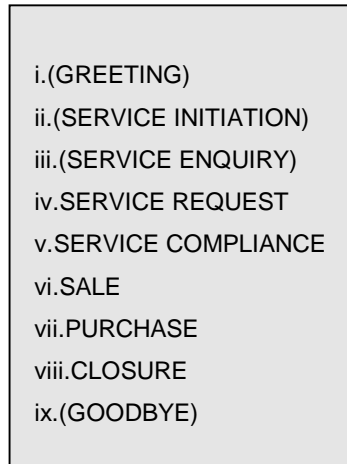 i.(GREETING)
ii.(SERVICE INITIATION)
iii.(SERVICE ENQUIRY)
iv.SERVICE REQUEST
v.SERVICE COMPLIANCE
vi.SALE
vii.PURCHASE
viii.CLOSURE
ix.(GOODBYE)